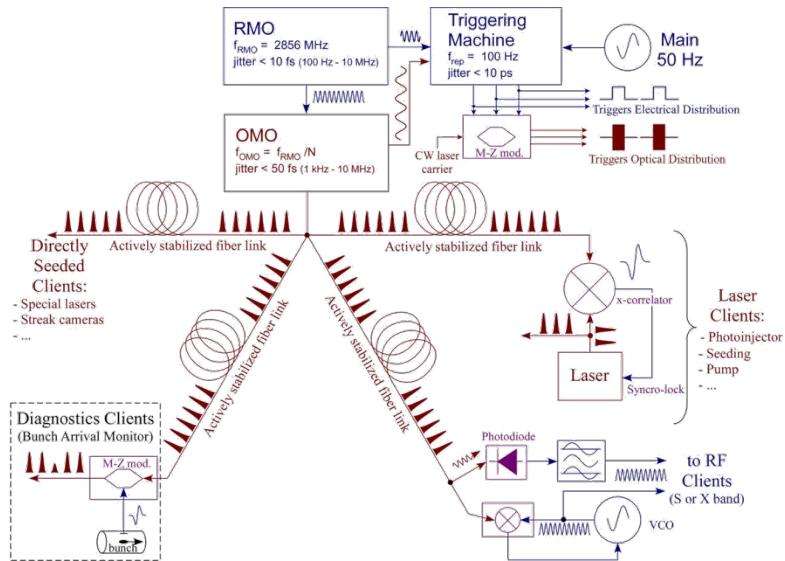 RMO
f_RMO = 2856 MHz
jitter < 10 fs (100 Hz - 10 MHz)
Triggering
Machine
f_rep = 100 Hz
jitter < 10 ps
Main
50 Hz
Triggers Electrical Distribution
OMO
f_OMO = f_RMO /N
jitter < 50 fs (1 kHz - 10 MHz)
CW laser
carrier
M-Z mod.
Triggers Optical Distribution
Directly
Seeded
Clients:
- Special lasers
- Streak cameras
- ...
Actively stabilized fiber link
Actively stabilized fiber link
Actively stabilized fiber link
Actively stabilized fiber link
x-correlator
Laser
Syncro-lock
Laser
Clients:
- Photoinjector
- Seeding
- Pump
- ...
Diagnostics Clients
(Bunch Arrival Monitor)
M-Z mod.
bunch
Photodiode
to RF
Clients
(S or X band)
VCO